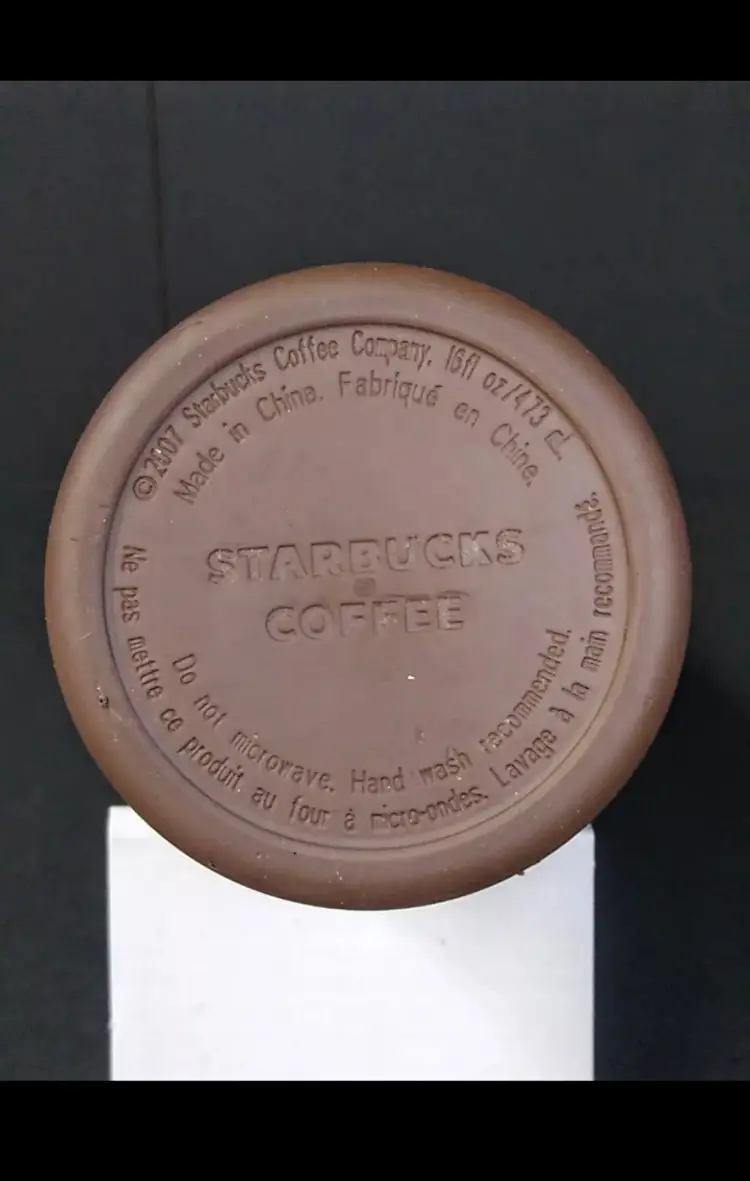 ©2007 Starbucks Coffee Company. 16fl oz/473 mL.
Made in China. Fabriqué en Chine.
STARBUCKS
COFFEE
Do not microwave. Hand wash recommended.
Ne pas mettre ce produit au four é micro-ondes. Lavage à la main recommandé.